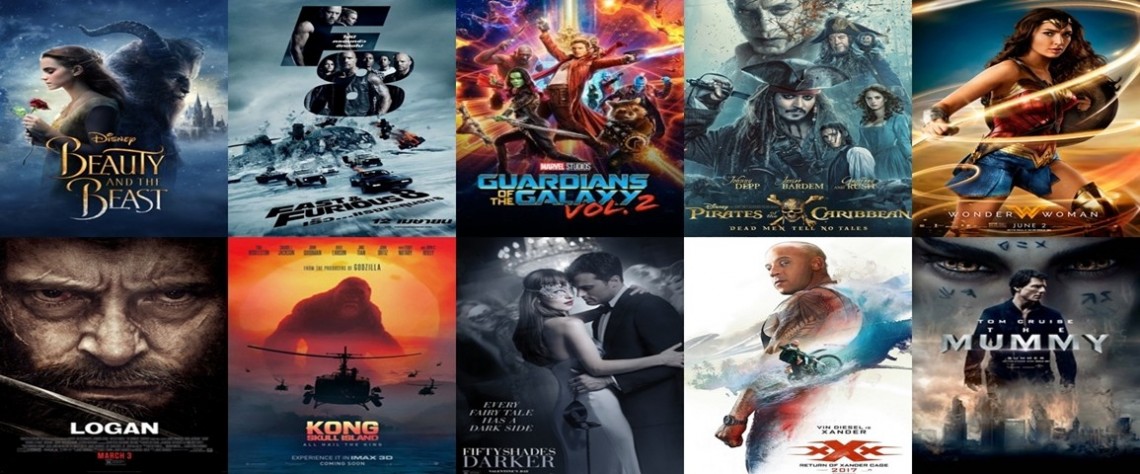 Disney
BEAUTY
AND THE
BEAST
F8
FAST &
FURIOUS 8
MARVEL STUDIOS
GUARDIANS
OF THE
GALAXY
VOL. 2
Johnny
DEPP
Javier
BARDEM
RUSH
Disney
PIRATES OF THE CARIBBEAN
DEAD MEN TELL NO TALES
WONDER WOMAN
JUNE 2
LOGAN
MARCH 3
FROM THE PRODUCERS OF GODZILLA
KONG
SKULL ISLAND
ALL HAIL THE KING
EXPERIENCE IT IN IMAX 3D
COMING SOON
EVERY
FAIRY TALE
HAS A
DARK SIDE
FIFTY SHADES
DARKER
VALENTINE'S DAY
VIN DIESEL IS
XANDER
xXx
RETURN OF XANDER CAGE
2017
TOM CRUISE
THE
MUMMY
SUMMER